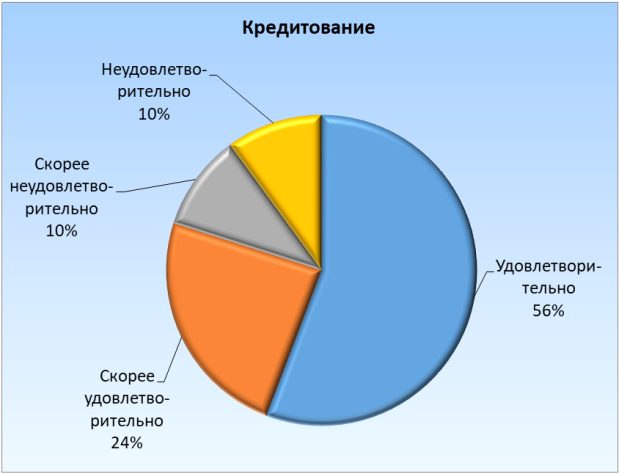 Кредитование
Неудовлетво-
рительно
10%
Скорее
неудовлетво-
рительно
10%
Удовлетвори-
тельно
56%
Скорее
удовлетво-
рительно
24%